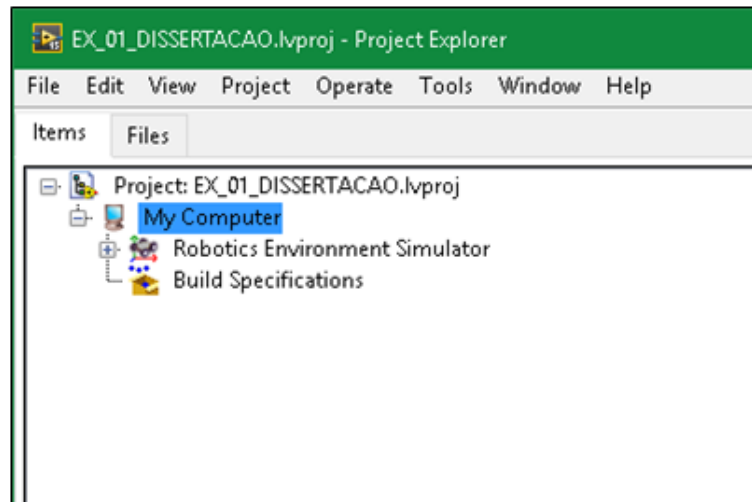 EX_01_DISSERTACAO.lvproj - Project Explorer
File Edit View Project Operate Tools Window Help
Items Files
Project: EX_01_DISSERTACAO.lvproj
My Computer
Robotics Environment Simulator
Build Specifications